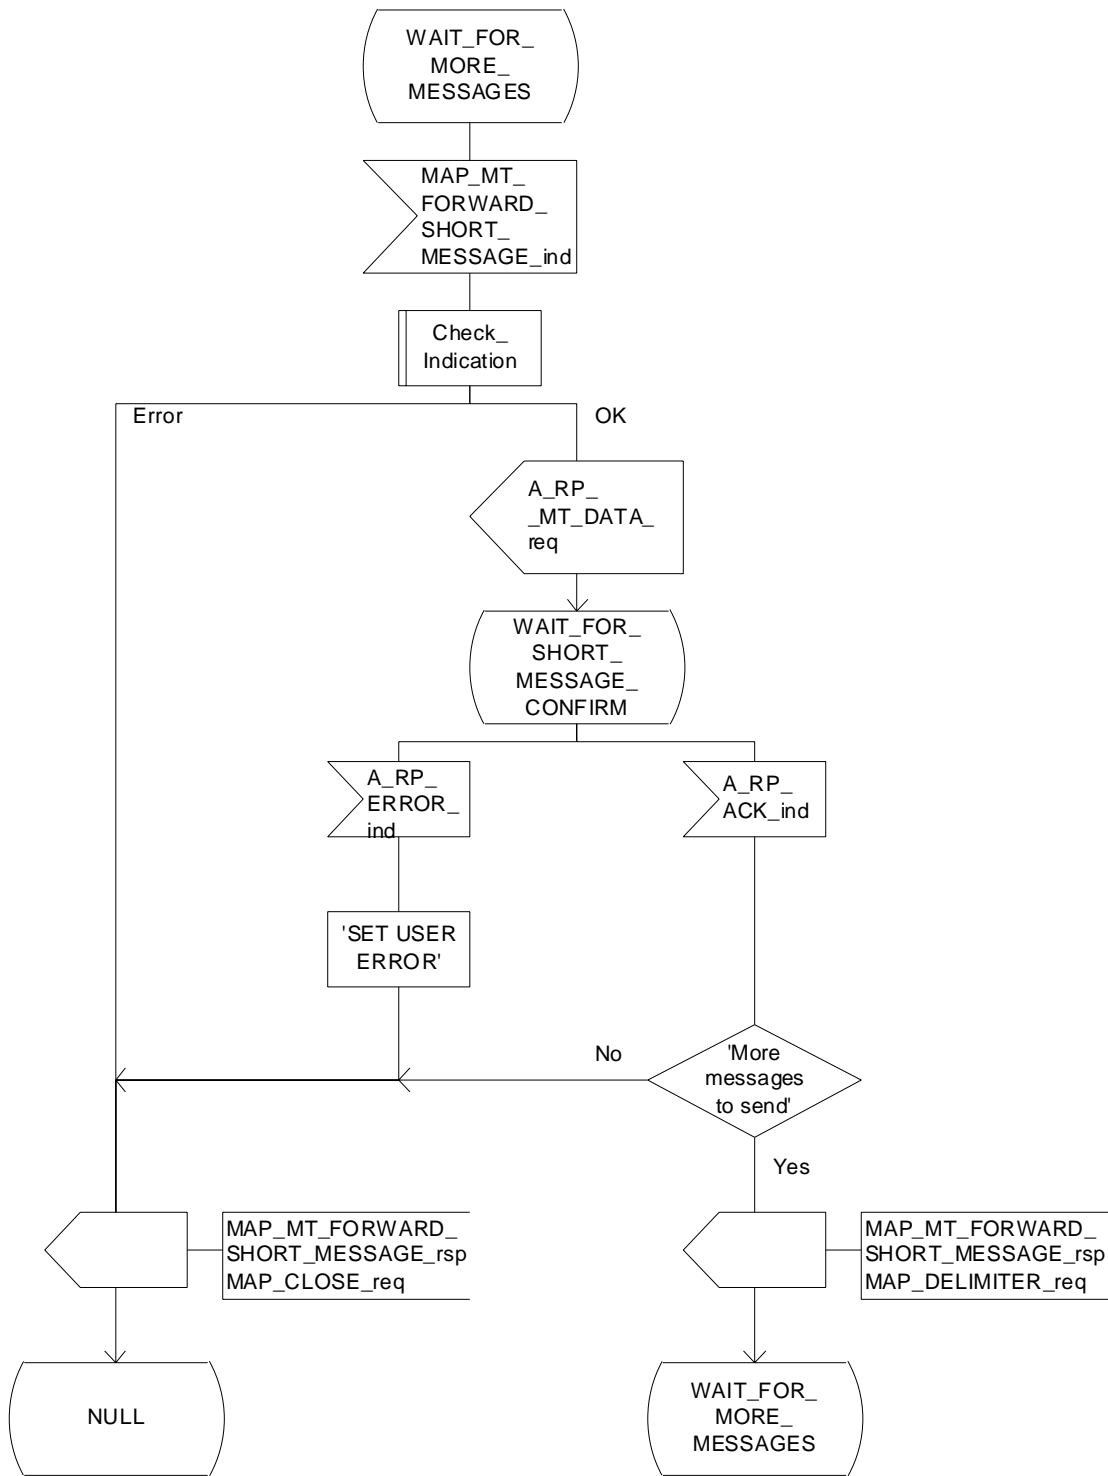 WAIT_FOR_
MORE_
MESSAGES
MAP_MT_
FORWARD_
SHORT_
MESSAGE_ind
Check_
Indication
Error
OK
A_RP_
_MT_DATA_
req
WAIT_FOR_
SHORT_
MESSAGE_
CONFIRM
A_RP_
ERROR_
ind
A_RP_
ACK_ind
'SET USER
ERROR'
No
'More
messages
to send'
Yes
MAP_MT_FORWARD_
SHORT_MESSAGE_rsp
MAP_CLOSE_req
MAP_MT_FORWARD_
SHORT_MESSAGE_rsp
MAP_DELIMITER_req
NULL
WAIT_FOR_
MORE_
MESSAGES